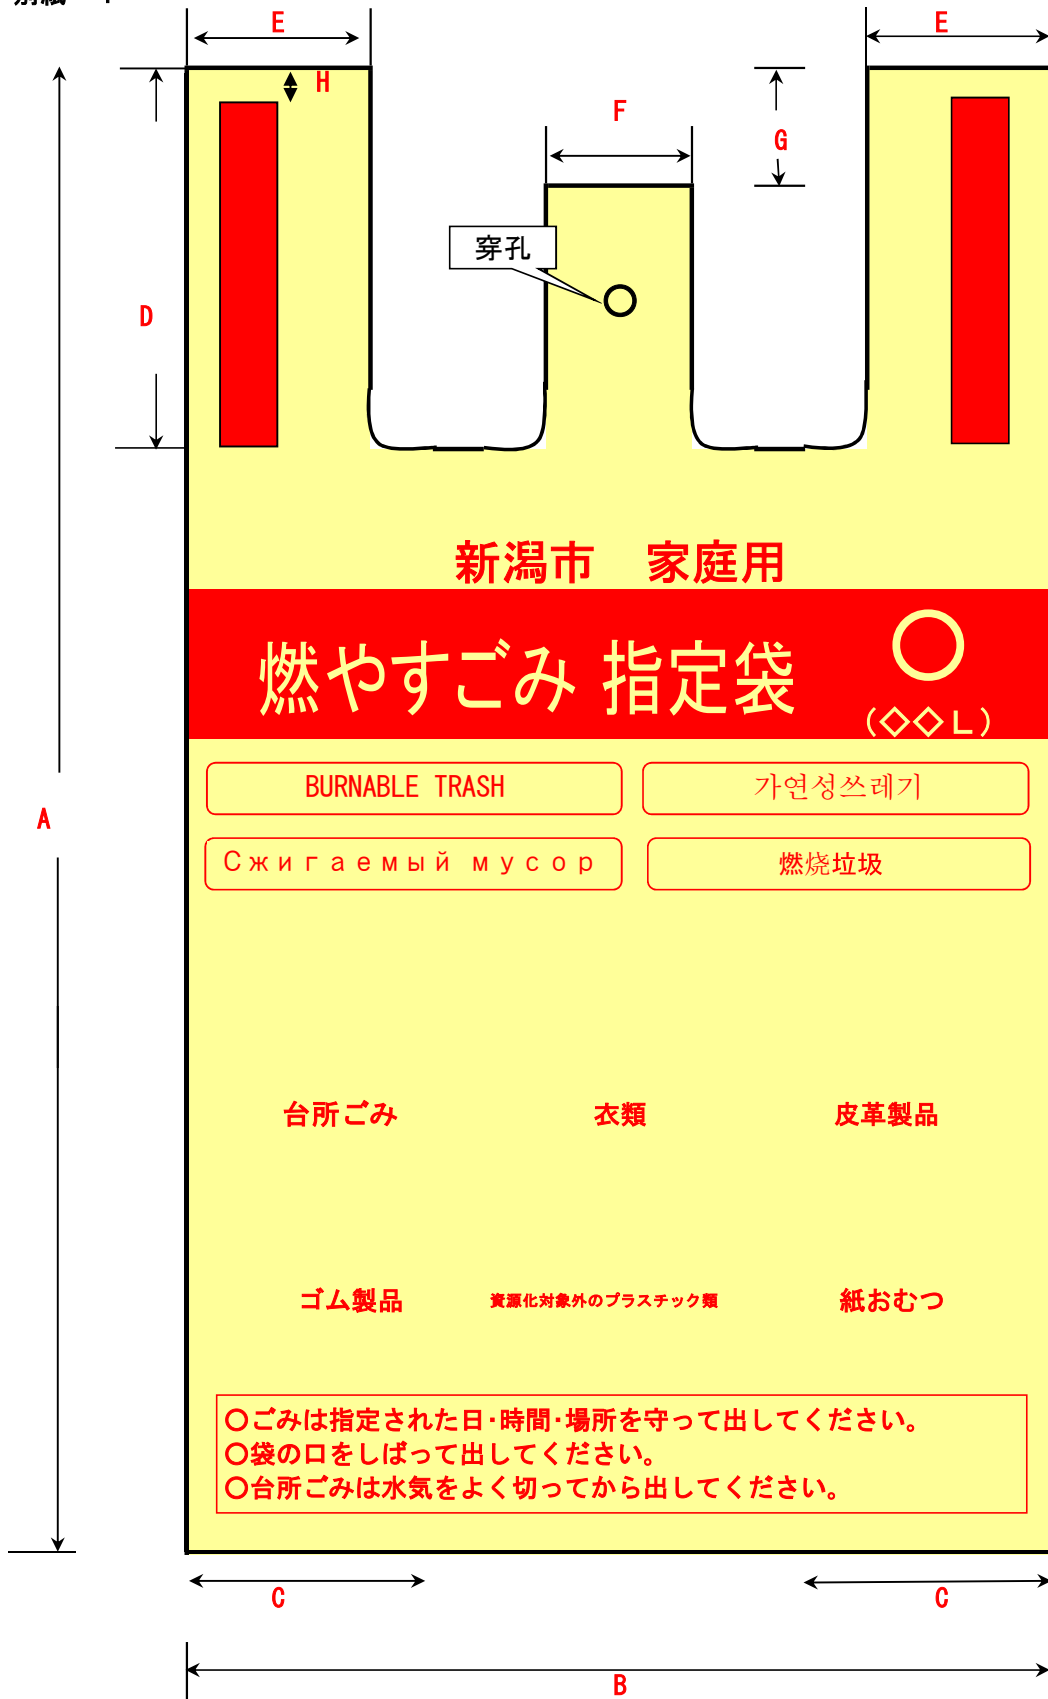 E
E
H
F
G
穿孔
D
新潟市　家庭用
燃やすごみ 指定袋
○
(◇◇L)
BURNABLE TRASH
가연성쓰레기
A
Сжигаемый мусор
燃烧垃圾
台所ごみ
衣類
皮革製品
ゴム製品
資源化対象外のプラスチック類
紙おむつ
○ごみは指定された日・時間・場所を守って出してください。
○袋の口をしばって出してください。
○台所ごみは水気をよく切ってから出してください。
C
C
B